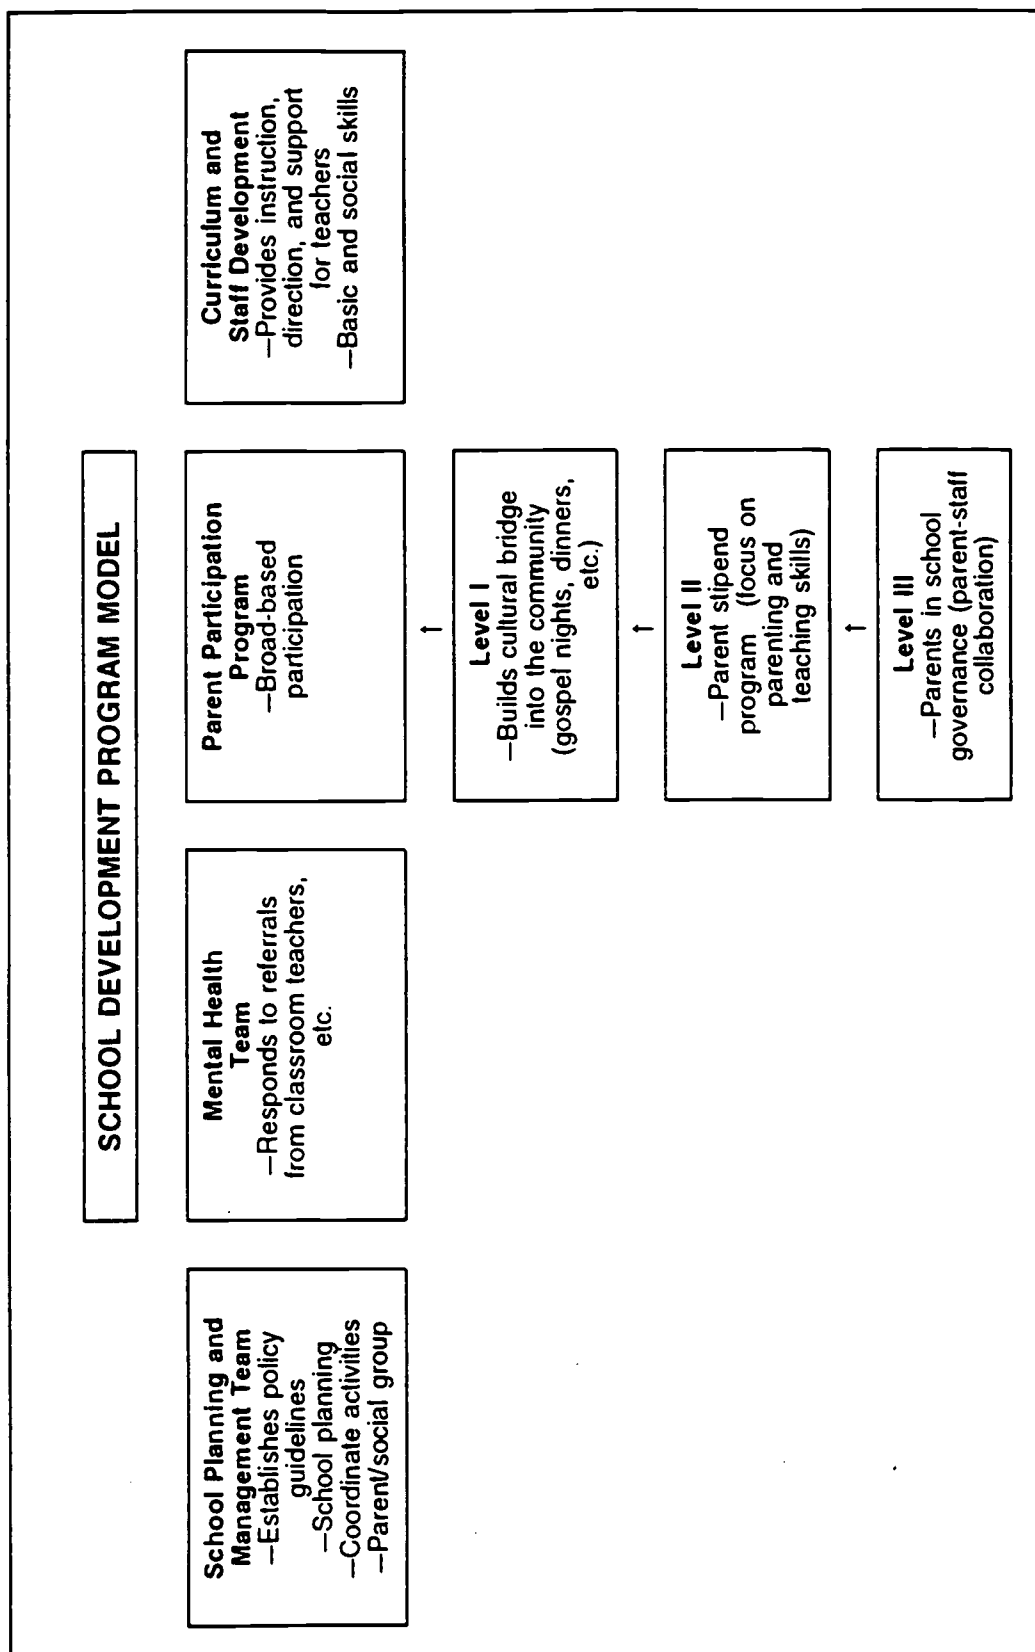 SCHOOL DEVELOPMENT PROGRAM MODEL
School Planning and
Management Team
—Establishes policy
guidelines
—School planning
—Coordinate activities
—Parent/social group
Mental Health
Team
—Responds to referrals
from classroom teachers,
etc.
Parent Participation
Program
—Broad-based
participation
↑
Level I
—Builds cultural bridge
into the community
(gospel nights, dinners,
etc.)
↑
Level II
—Parent stipend
program (focus on
parenting and
teaching skills)
↑
Level III
—Parents in school
governance (parent-staff
collaboration)
Curriculum and
Staff Development
—Provides instruction,
direction, and support
for teachers
—Basic and social skills